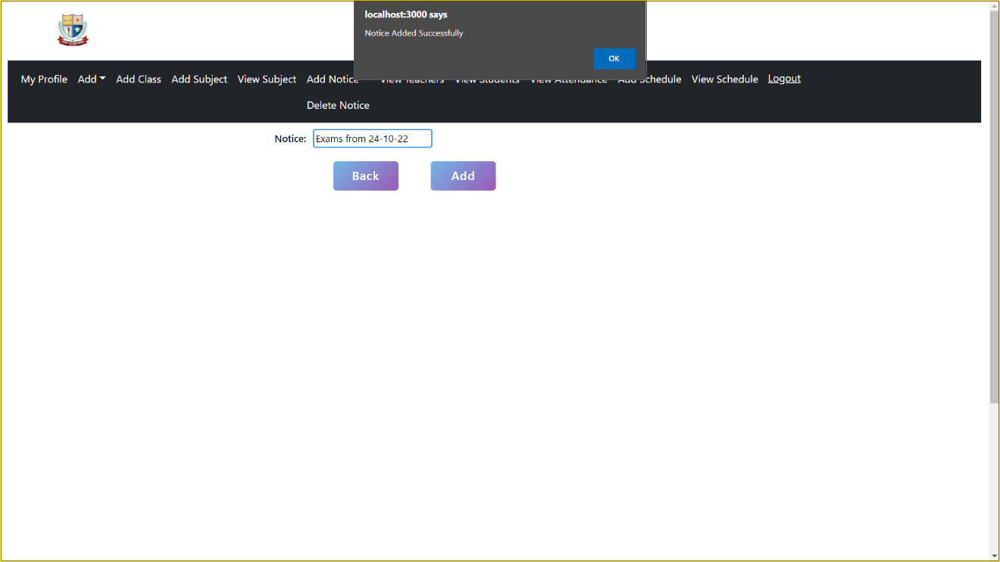 localhost:3000 says
Notice Added Successfully
OK
My Profile Add Add Class Add Subject View Subject Add Notice View Teachers View Students View Attendance Add Schedule View Schedule Logout
Delete Notice
Notice: Exams from 24-10-22
Back Add